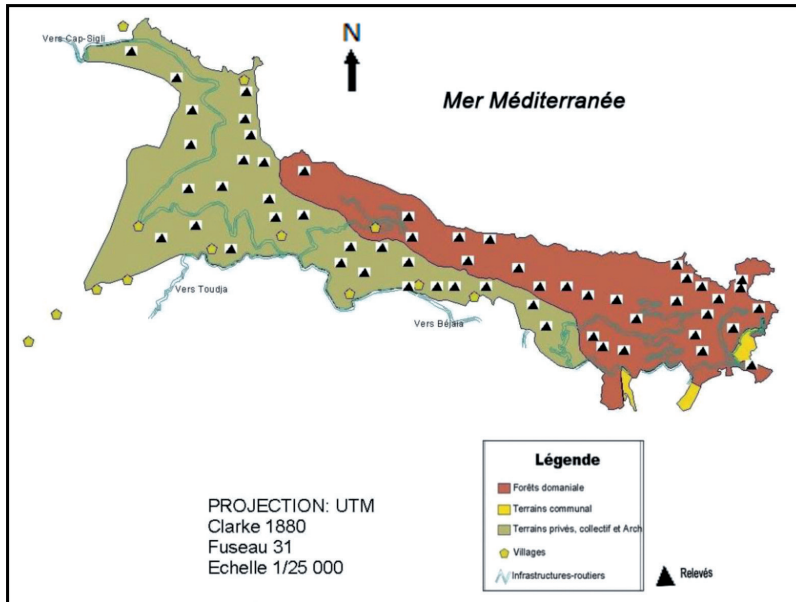 Vers Cap-Sigli
N
Mer Méditerranée
Vers Toudja
Vers Béjaia
PROJECTION: UTM
Clarke 1880
Fuseau 31
Echelle 1/25 000
Légende
Forêts domaniale
Terrains communal
Terrains privés, collectif et Arch
Villages
Infrastructures-routiers
Relevés